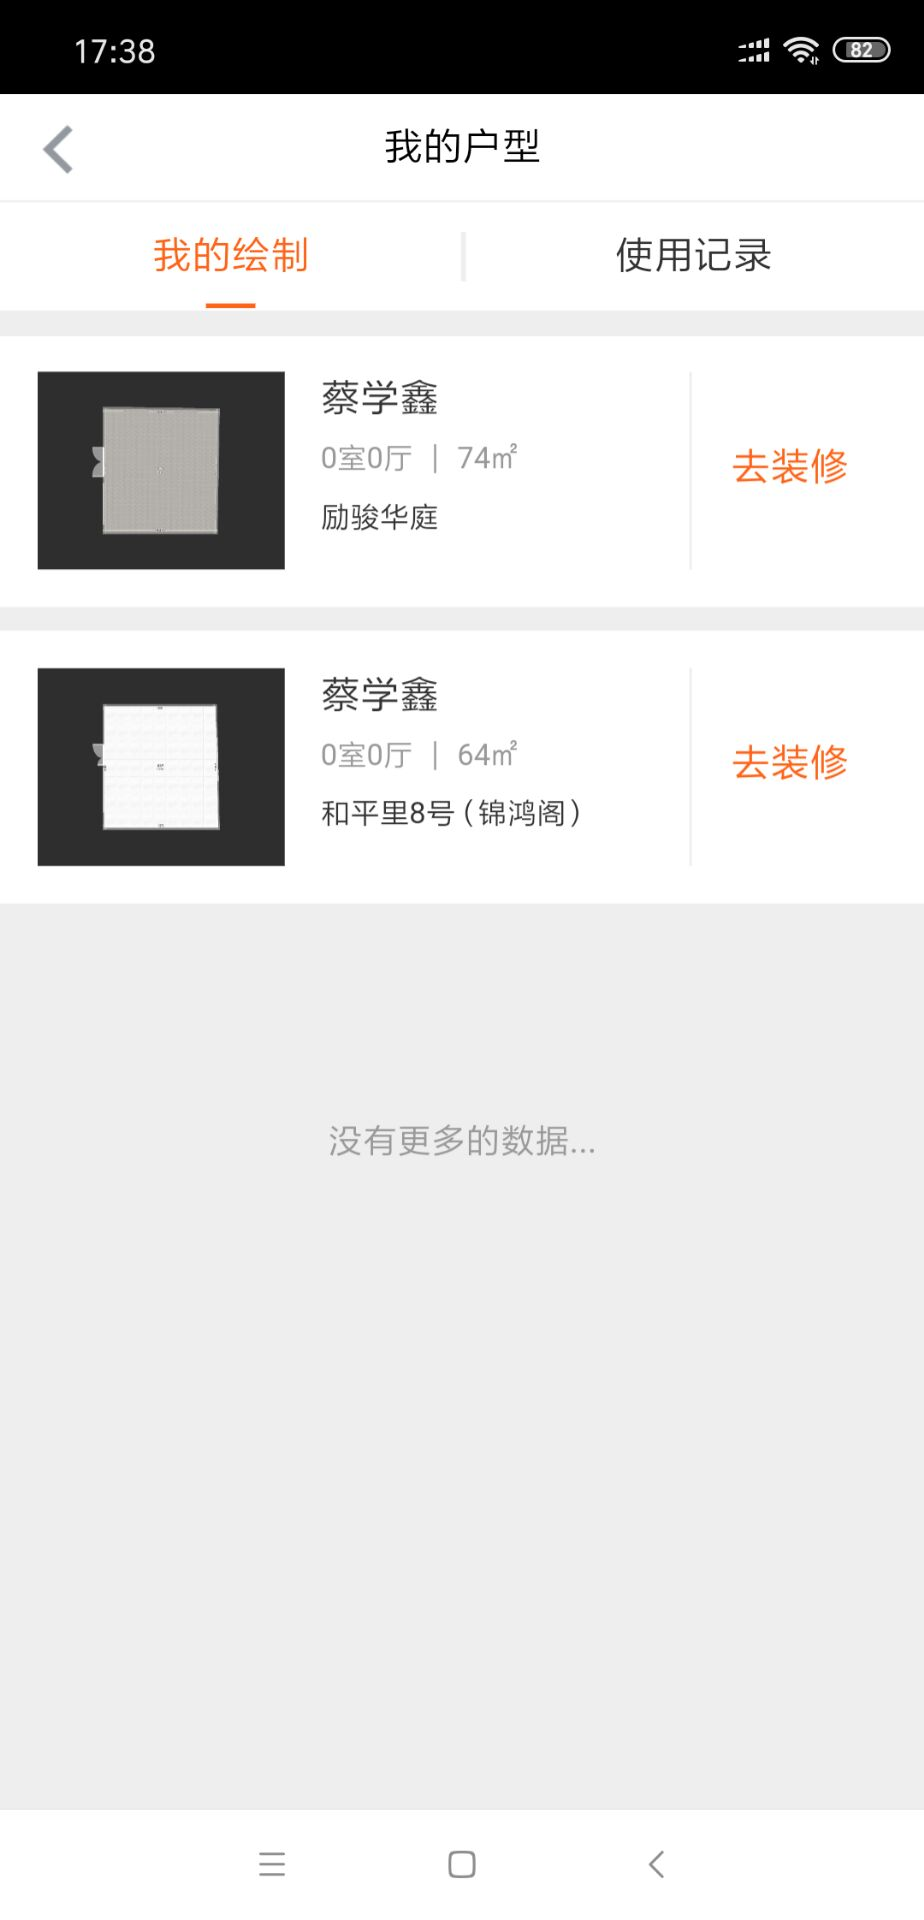 17:38
82
我的户型
我的绘制
使用记录
蔡学鑫
0室0厅 | 74㎡
励骏华庭
去装修
蔡学鑫
0室0厅 | 64㎡
和平里8号（锦鸿阁）
去装修
没有更多的数据...